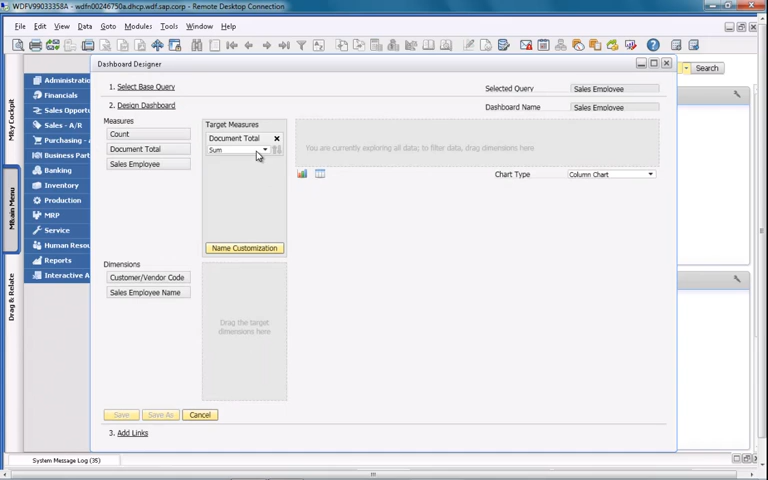 WDFV99033358A - wdfn00246750a.dhcp.wdf.sap.corp - Remote Desktop Connection
File Edit View Data Goto Modules Tools Window Help
Dashboard Designer
Search
My Cockpit
Main Menu
Drag & Relate
Administratio
Financials
Sales Opporto
Sales - A/R
Purchasing -
Business Part
Banking
Inventory
Production
MRP
Service
Human Resou
Reports
Interactive A
1. Select Base Query
Selected Query Sales Employee
2. Design Dashboard
Dashboard Name Sales Employee
Measures
Count
Document Total
Sales Employee
Target Measures
Document Total
Sum
Name Customization
You are currently exploring all data; to filter data, drag dimensions here
Chart Type Column Chart
Dimensions
Customer/Vendor Code
Sales Employee Name
Drag the target
dimensions here
Save Save As Cancel
3. Add Links
System Message Log (35)